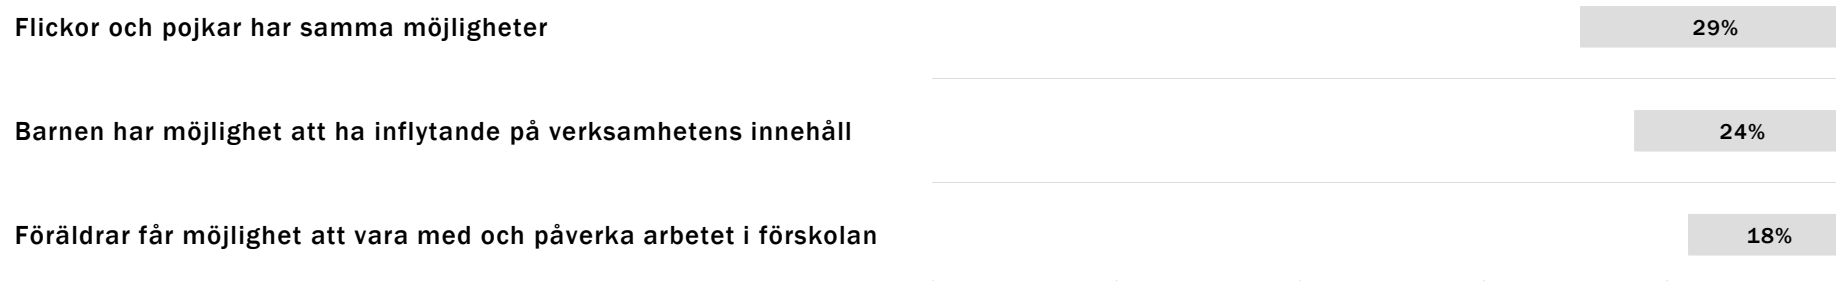 Flickor och pojkar har samma möjligheter 29%
Barnen har möjlighet att ha inflytande på verksamhetens innehåll 24%
Föräldrar får möjlighet att vara med och påverka arbetet i förskolan 18%